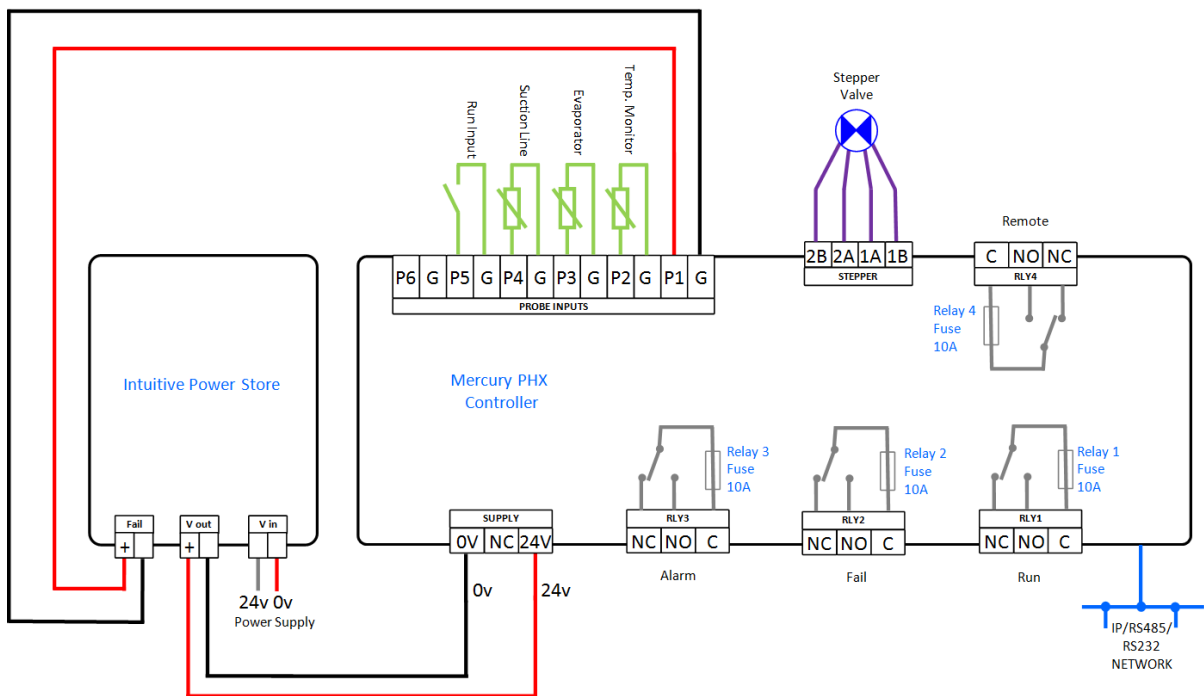 Run Input
Suction Line
Evaporator
Temp. Monitor
Stepper
Valve
Remote
P6 G P5 G P4 G P3 G P2 G P1 G
PROBE INPUTS
2B 2A 1A 1B
STEPPER
C NO NC
RLY4
Relay 4
Fuse
10A
Intuitive Power Store
Mercury PHX
Controller
Relay 3
Fuse
10A
Relay 2
Fuse
10A
Relay 1
Fuse
10A
Fail
+
V out
+
V in
24v 0v
Power Supply
SUPPLY
0V NC 24V
0v
24v
RLY3
NC NO C
Alarm
RLY2
NC NO C
Fail
RLY1
NC NO C
Run
IP/RS485/
RS232
NETWORK